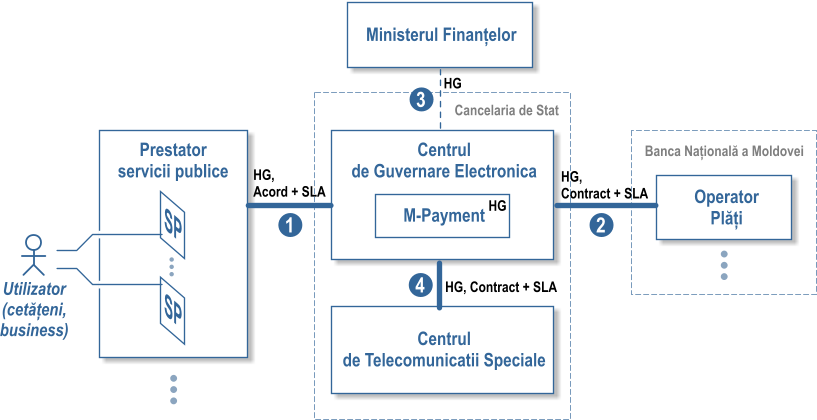 Ministerul Finanțelor
HG
3
Cancelaria de Stat
Prestator
servicii publice
HG,
Acord + SLA
1
Centrul
de Guvernare Electronica
M-Payment
HG
HG,
Contract + SLA
2
Banca Națională a Moldovei
Operator
Plăți
Sp
Sp
Utilizator
(cetățeni,
business)
4
HG, Contract + SLA
Centrul
de Telecomunicatii Speciale